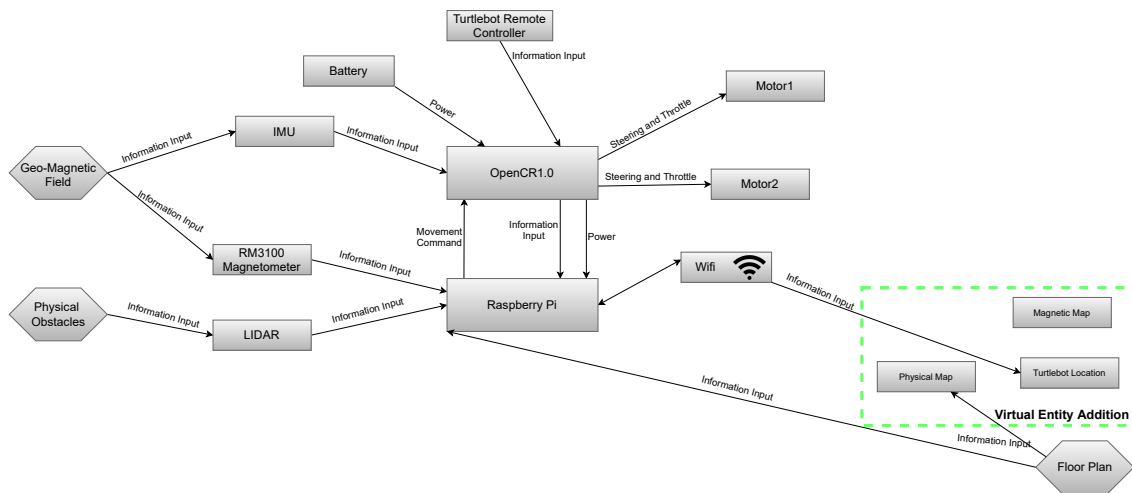 Turtlebot Remote
Controller
Information Input
Battery
Power
Motor1
Steering and Throttle
IMU
Information Input
Information Input
Geo-Magnetic
Field
OpenCR1.0
Steering and Throttle
Motor2
Information Input
Movement
Command
Information
Input
Power
RM3100
Magnetometer
Information Input
Wifi
Information Input
Physical
Obstacles
Information Input
LIDAR
Information Input
Raspberry Pi
Magnetic Map
Physical Map
Turtlebot Location
Information Input
Virtual Entity Addition
Information Input
Floor Plan